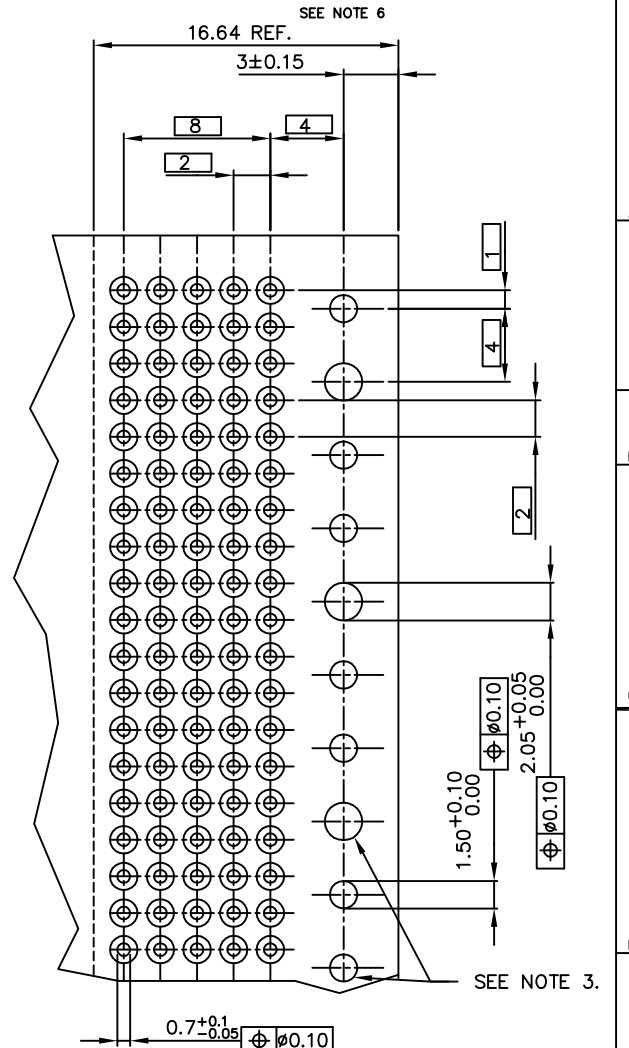 SEE NOTE 6
16.64 REF.
3±0.15
8
4
2
1
4
2
1.50 +0.10 0.00
⌖ ø0.10
2.05 +0.05 0.00
⌖ ø0.10
SEE NOTE 3.
0.7 +0.1 -0.05 ⌖ ø0.10